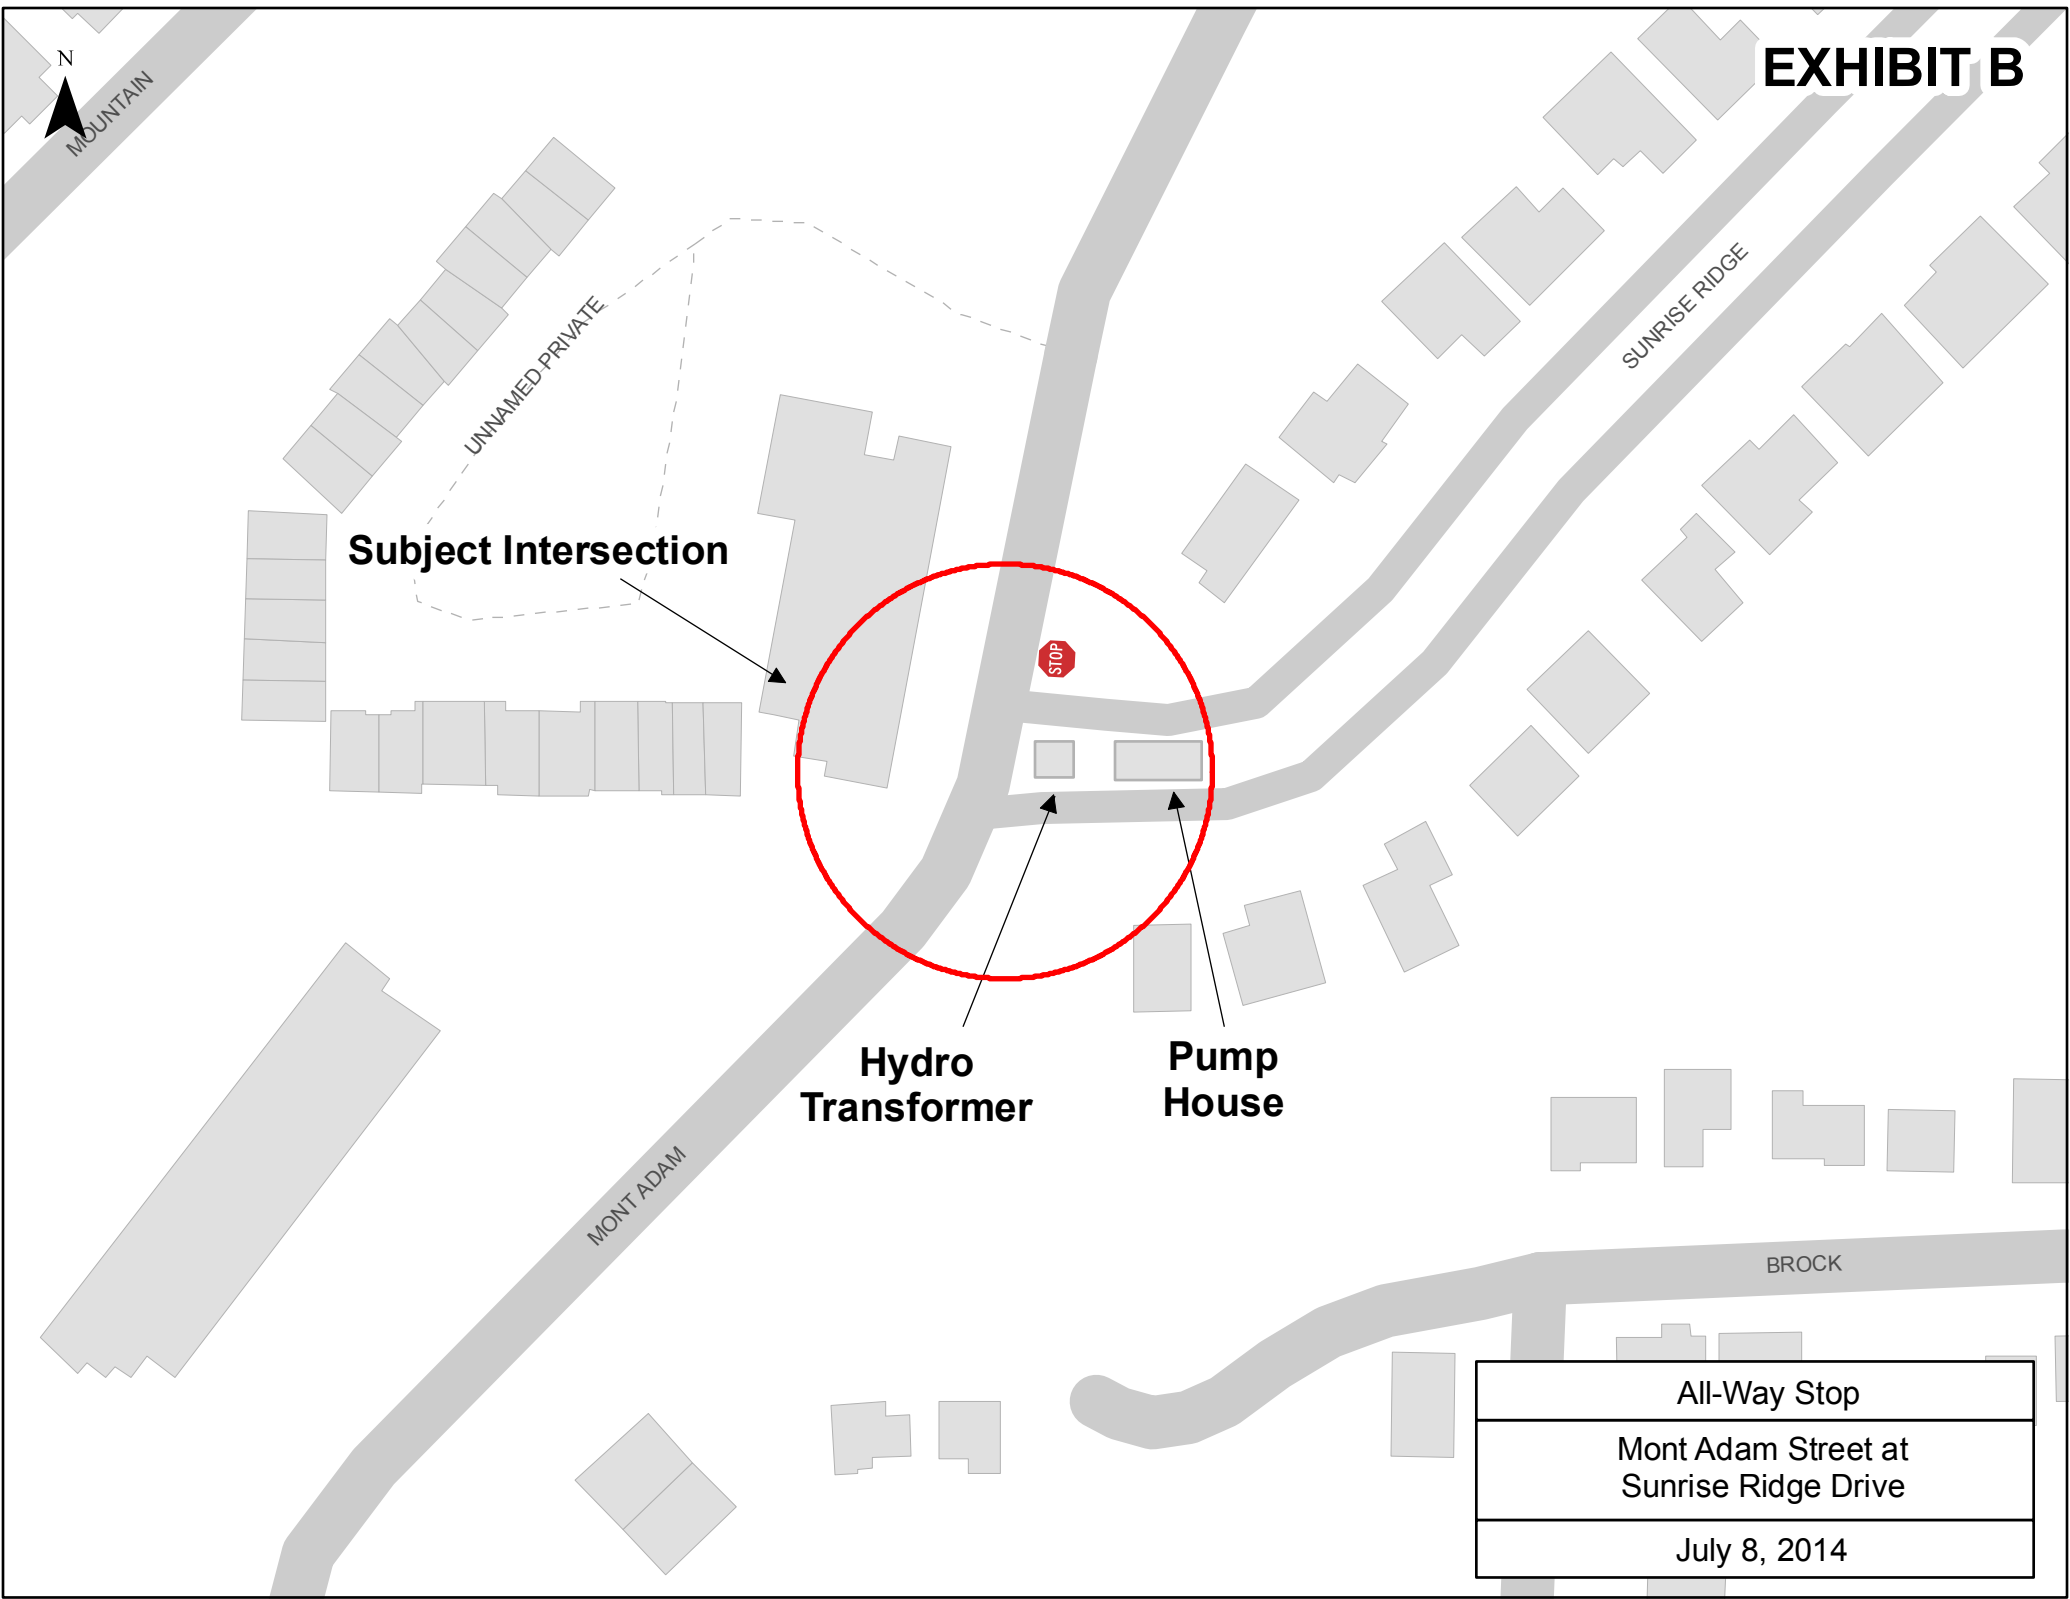 EXHIBIT B
N
MOUNTAIN
SUNRISE RIDGE
UNNAMED PRIVATE
Subject Intersection
STOP
Hydro
Transformer
Pump
House
MONT ADAM
BROCK
All-Way Stop
Mont Adam Street at
Sunrise Ridge Drive
July 8, 2014